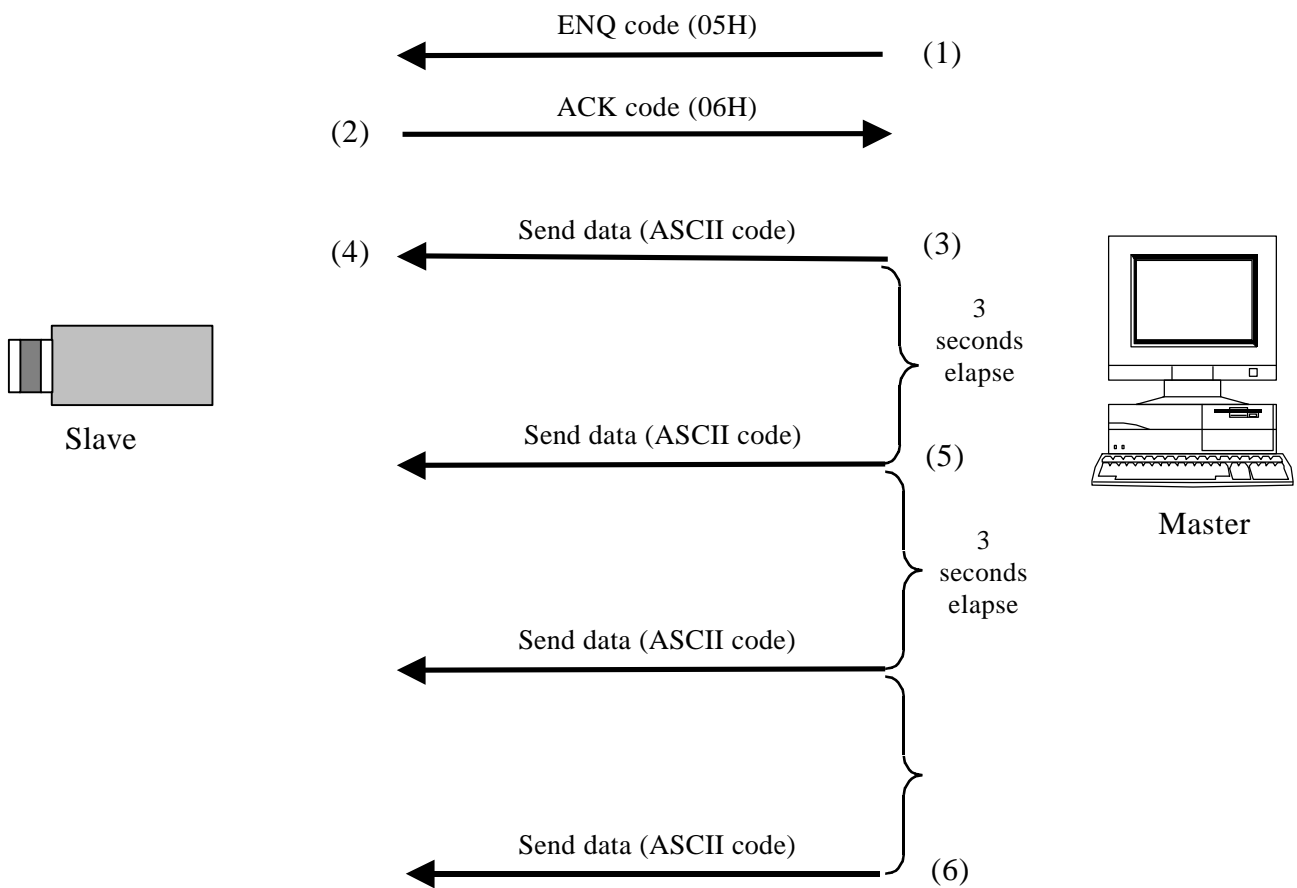 ENQ code (05H)
(1)
ACK code (06H)
(2)
Send data (ASCII code)
(4)
(3)
3
seconds
elapse
Slave
Send data (ASCII code)
(5)
Master
3
seconds
elapse
Send data (ASCII code)
Send data (ASCII code)
(6)